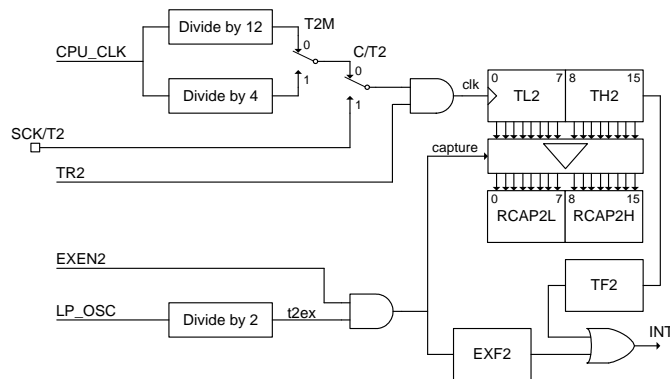 Divide by 12
T2M
CPU_CLK
0
C/T2
0
1
Divide by 4
1
clk
0 7 8 15
TL2 TH2
SCK/T2
capture
TR2
0 7 8 15
RCAP2L RCAP2H
EXEN2
TF2
LP_OSC
Divide by 2
t2ex
INT
EXF2